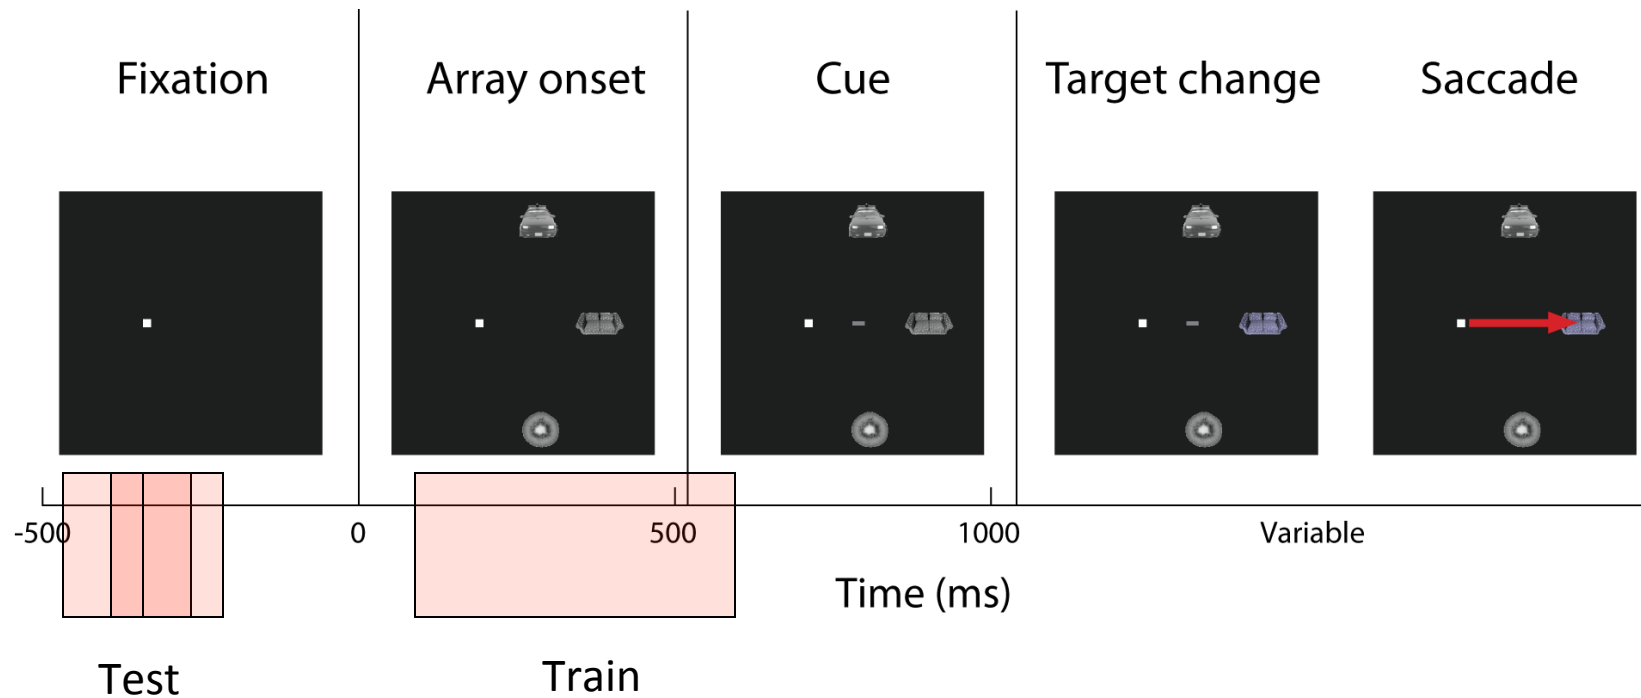 Fixation
Array onset
Cue
Target change
Saccade
-500
0
500
1000
Variable
Time (ms)
Test
Train